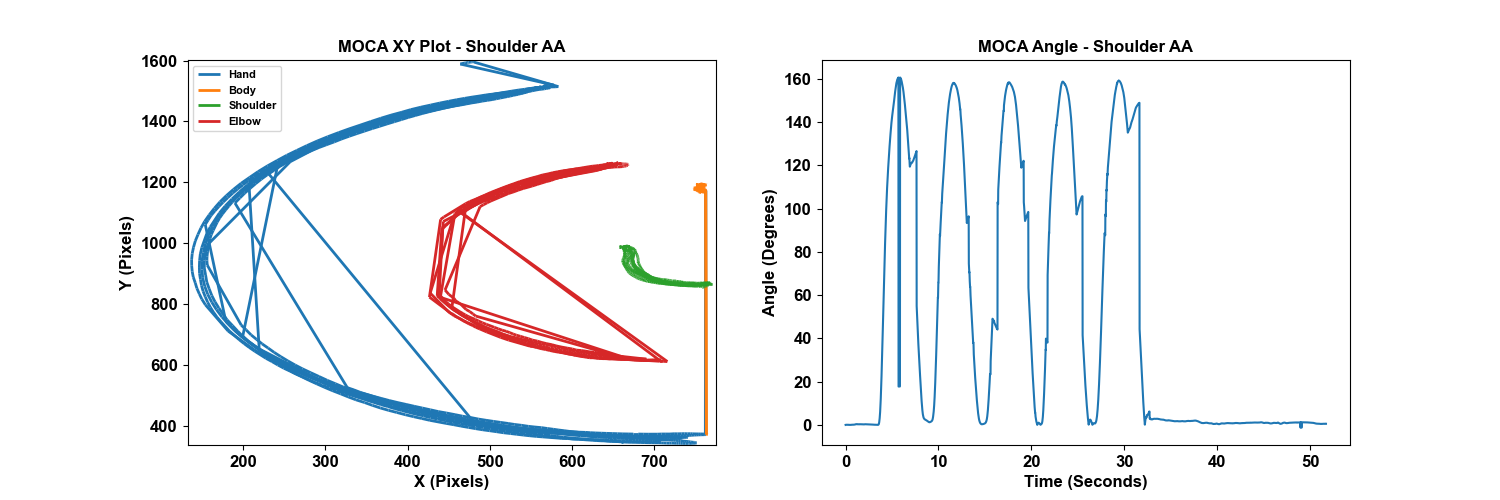 MOCA XY Plot - Shoulder AA
1600
1400
1200
1000
800
600
400
200 300 400 500 600 700
X (Pixels)
Y (Pixels)
Hand
Body
Shoulder
Elbow
MOCA Angle - Shoulder AA
160
140
120
100
80
60
40
20
0
0 10 20 30 40 50
Time (Seconds)
Angle (Degrees)